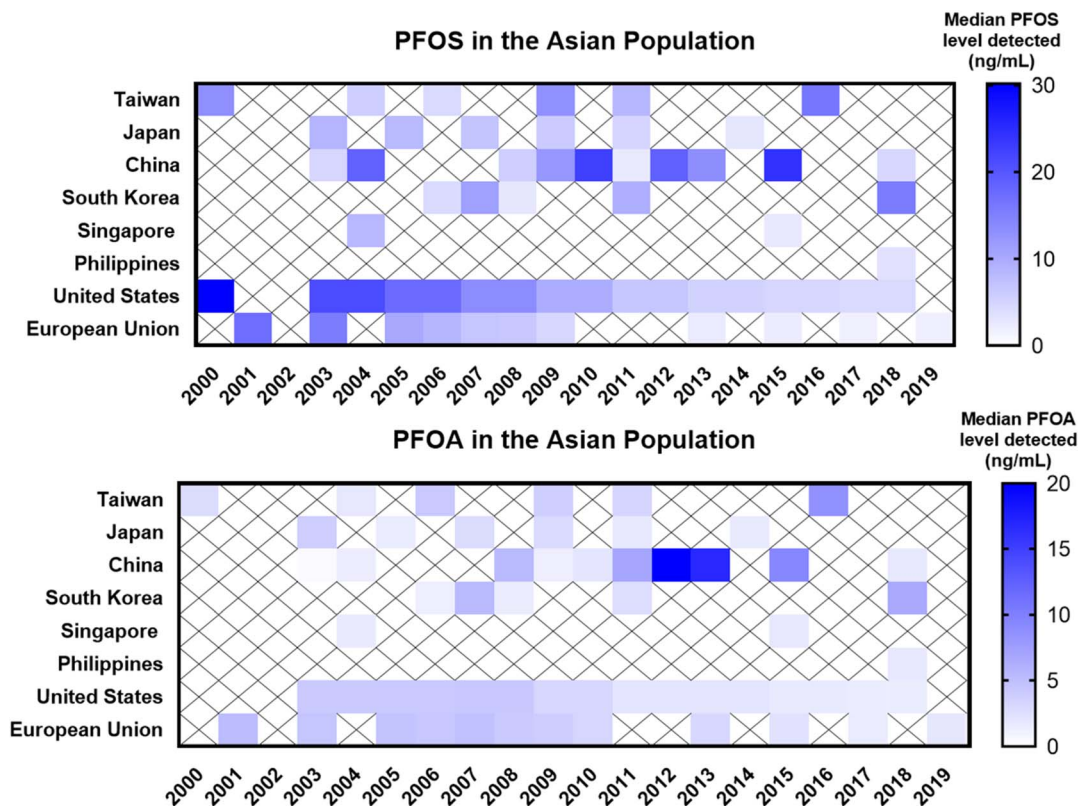 PFOS in the Asian Population
Median PFOS
level detected
(ng/mL)
Taiwan
Japan
China
South Korea
Singapore
Philippines
United States
European Union
30
20
10
0
2000 2001 2002 2003 2004 2005 2006 2007 2008 2009 2010 2011 2012 2013 2014 2015 2016 2017 2018 2019
PFOA in the Asian Population
Median PFOA
level detected
(ng/mL)
Taiwan
Japan
China
South Korea
Singapore
Philippines
United States
European Union
20
15
10
5
0
2000 2001 2002 2003 2004 2005 2006 2007 2008 2009 2010 2011 2012 2013 2014 2015 2016 2017 2018 2019